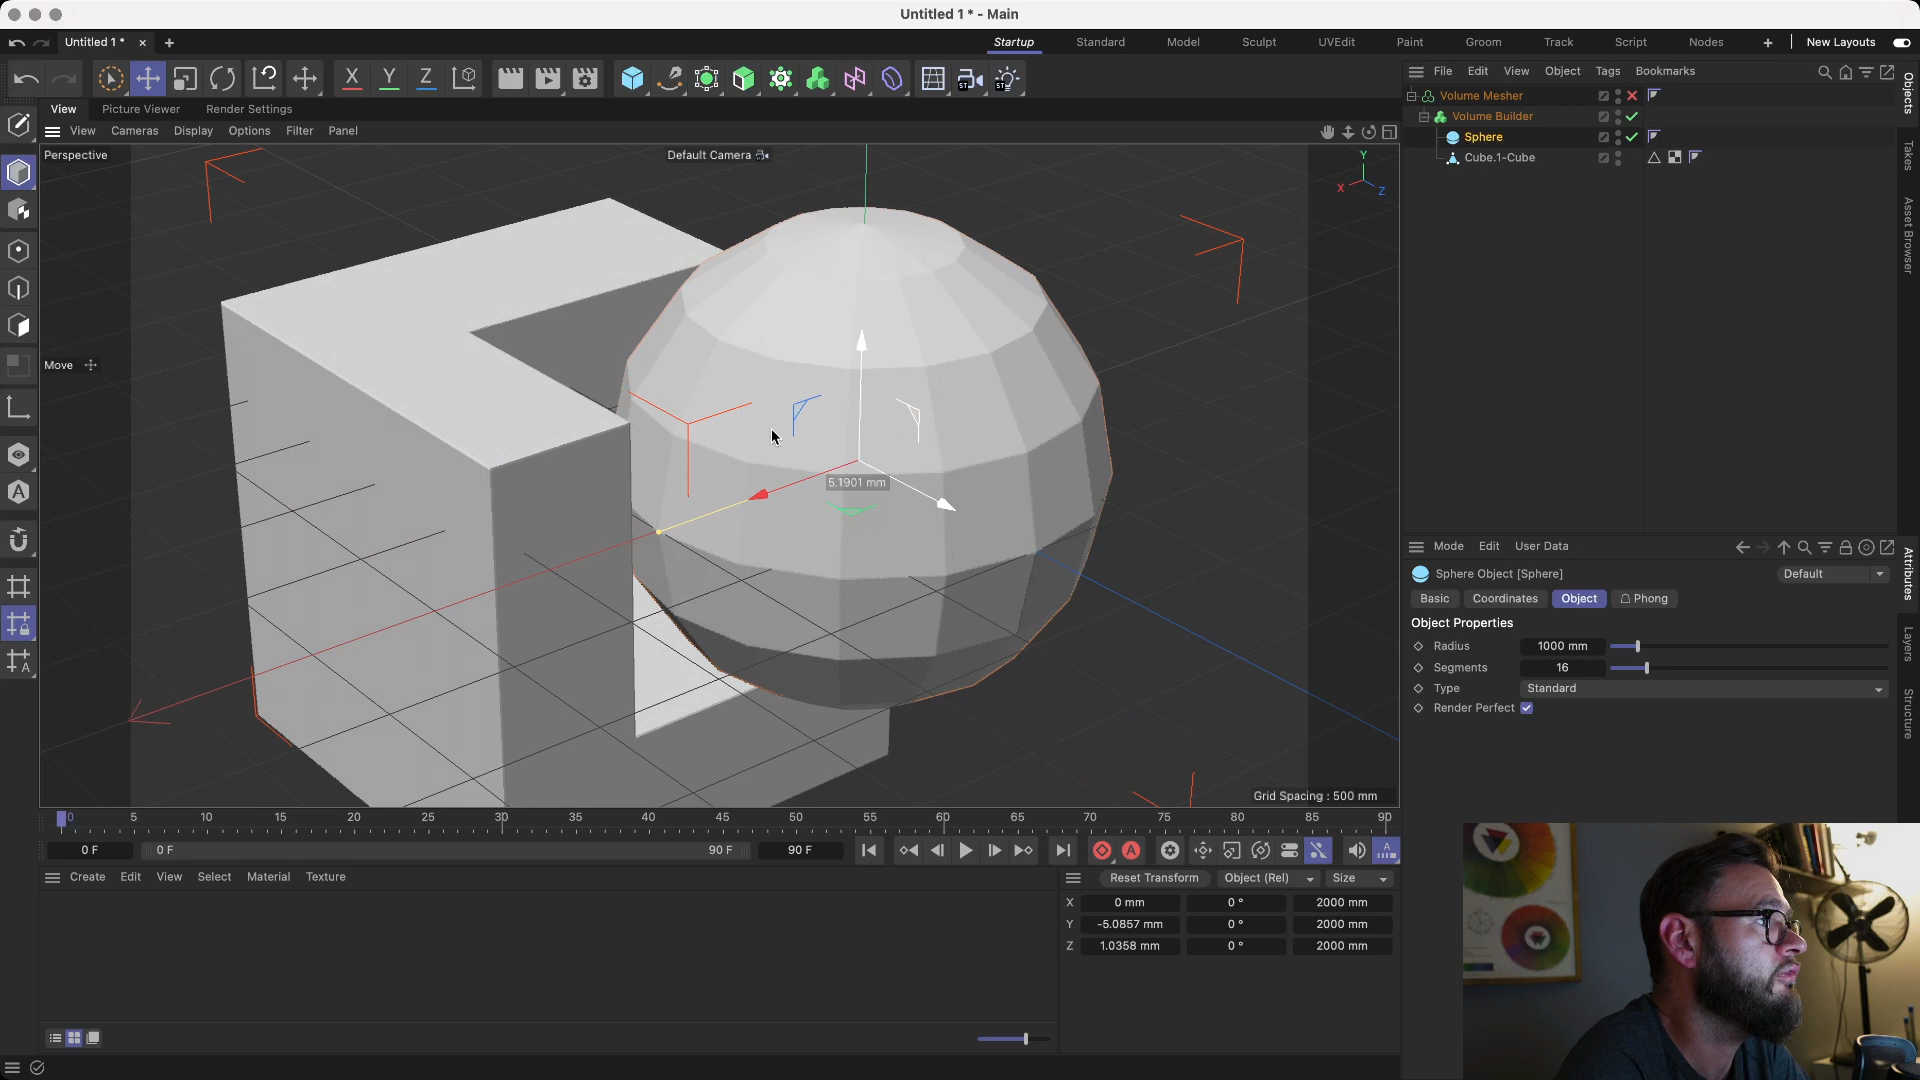 Untitled 1 * - Main
Untitled 1 *
Startup
Standard
Model
Sculpt
UVEdit
Paint
Groom
Track
Script
Nodes
New Layouts
X
Y
Z
ST
ST
File Edit View Object Tags Bookmarks
View
Picture Viewer
Render Settings
View
Cameras
Display
Options
Filter
Panel
Perspective
Default Camera
Y
X
Z
Move
5.1901 mm
Grid Spacing : 500 mm
Volume Mesher
Volume Builder
Sphere
Cube.1-Cube
Objects
Takes
Asset Browser
Mode Edit User Data
Sphere Object [Sphere]
Default
Basic
Coordinates
Object
Phong
Object Properties
Radius 1000 mm
Segments 16
Type Standard
Render Perfect
Attributes
Layers
Structure
0 5 10 15 20 25 30 35 40 45 50 55 60 65 70 75 80 85 90
0 F
0 F
90 F
90 F
A
A
Create Edit View Select Material Texture
Reset Transform
Object (Rel)
Size
X 0 mm 0 ° 2000 mm
Y -5.0857 mm 0 ° 2000 mm
Z 1.0358 mm 0 ° 2000 mm